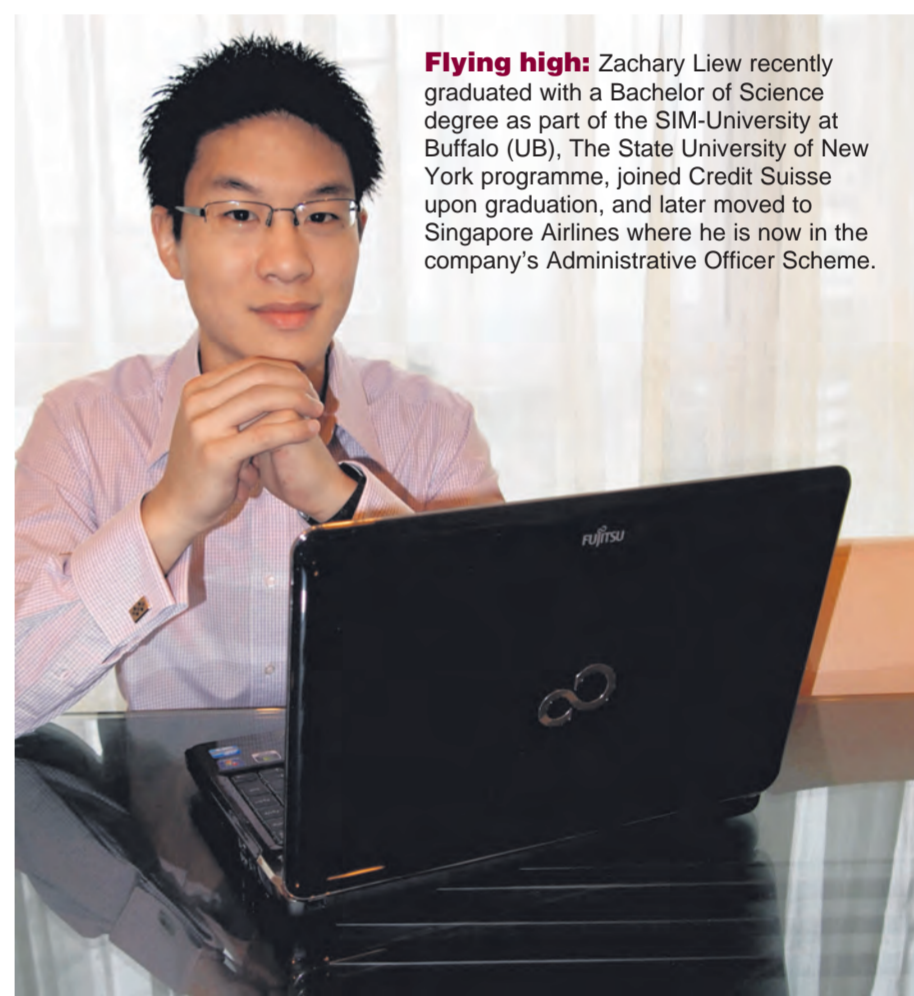 Flying high: Zachary Liew recently
graduated with a Bachelor of Science
degree as part of the SIM-University at
Buffalo (UB), The State University of New
York programme, joined Credit Suisse
upon graduation, and later moved to
Singapore Airlines where he is now in the
company’s Administrative Officer Scheme.
FUJITSU